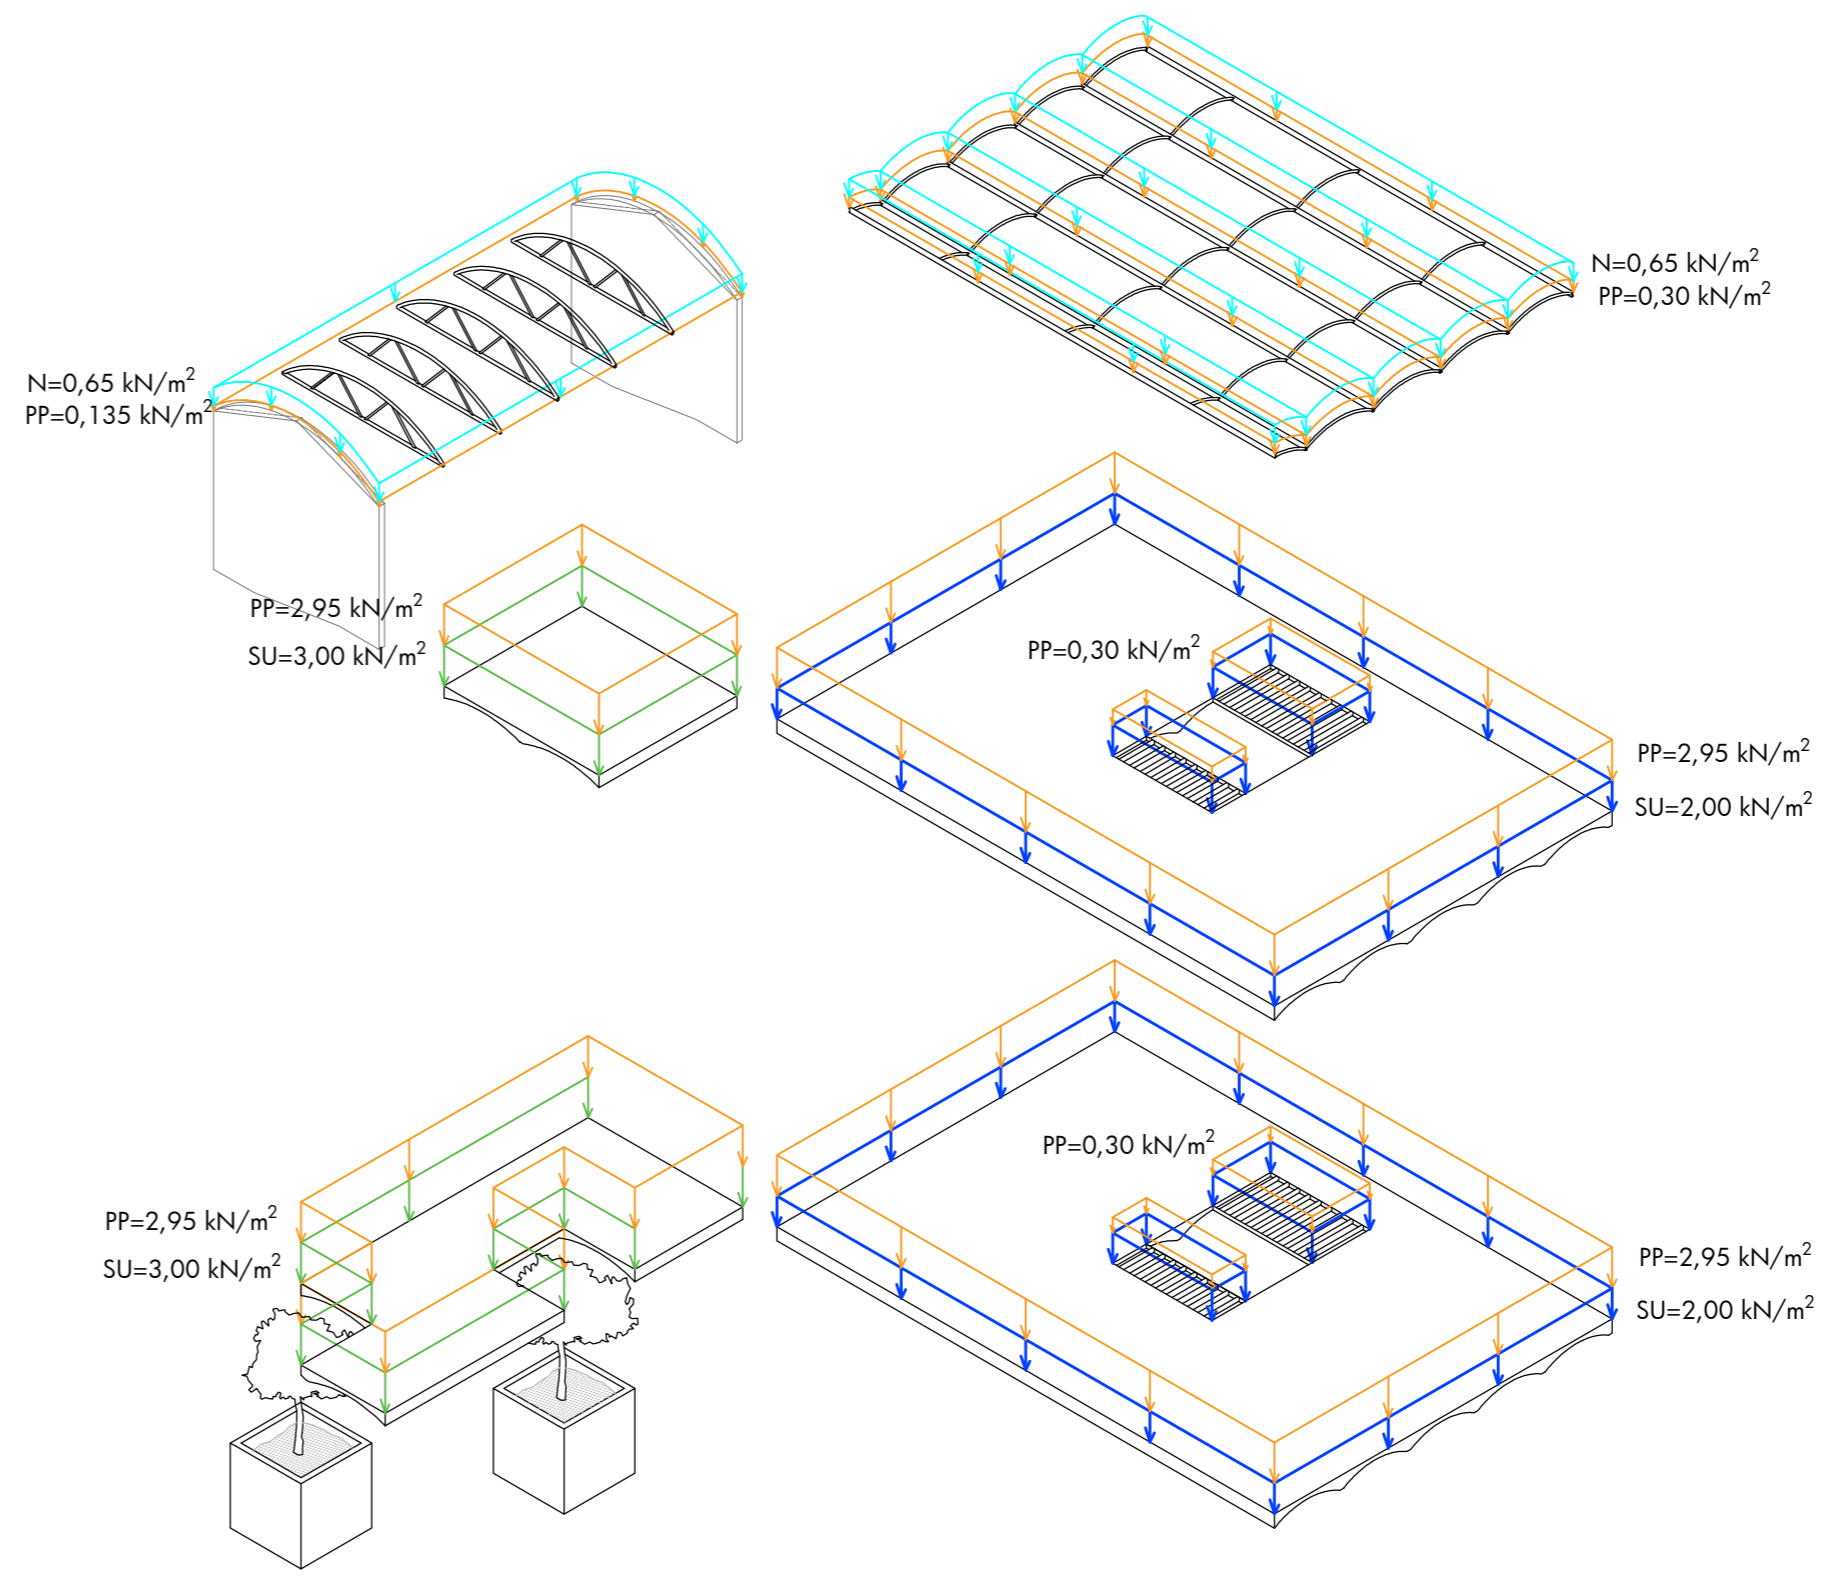 N=0,65 kN/m²
PP=0,30 kN/m²
N=0,65 kN/m²
PP=0,135 kN/m²
PP=2,95 kN/m²
SU=3,00 kN/m²
PP=0,30 kN/m²
PP=2,95 kN/m²
SU=2,00 kN/m²
PP=2,95 kN/m²
SU=3,00 kN/m²
PP=0,30 kN/m²
PP=2,95 kN/m²
SU=2,00 kN/m²